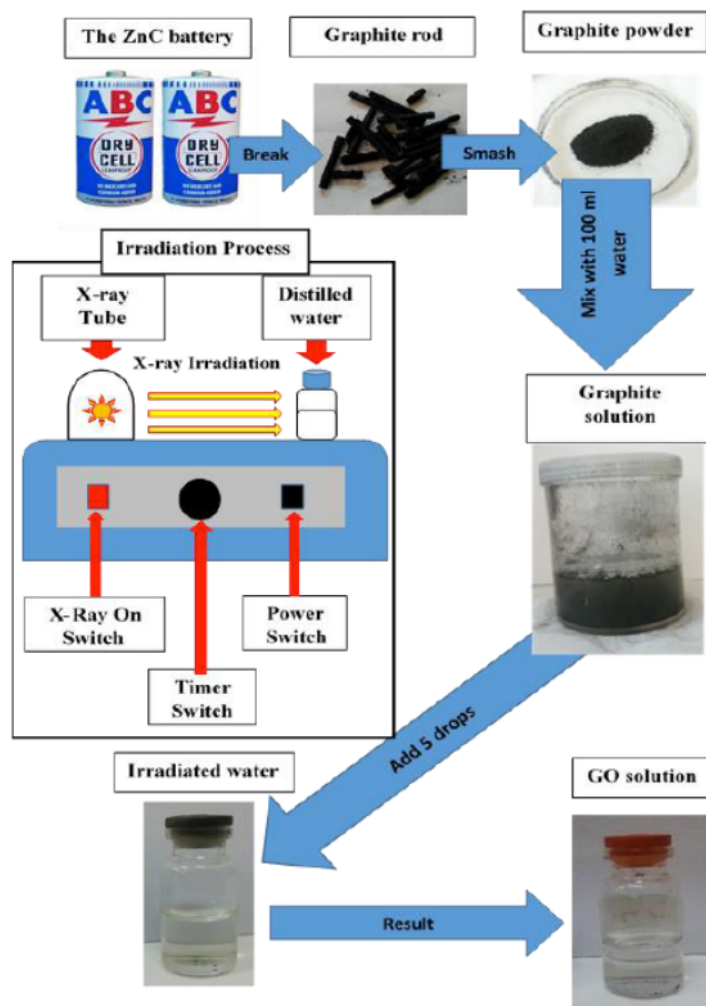 The ZnC battery
Graphite rod
Graphite powder
ABC
ABC
DRY
CELL
DRY
CELL
Break
Smash
Mix with 100 ml
water
Irradiation Process
X-ray
Tube
Distilled
water
X-ray Irradiation
Graphite
solution
X-Ray On
Switch
Power
Switch
Timer
Switch
Add 5 drops
Irradiated water
GO solution
Result